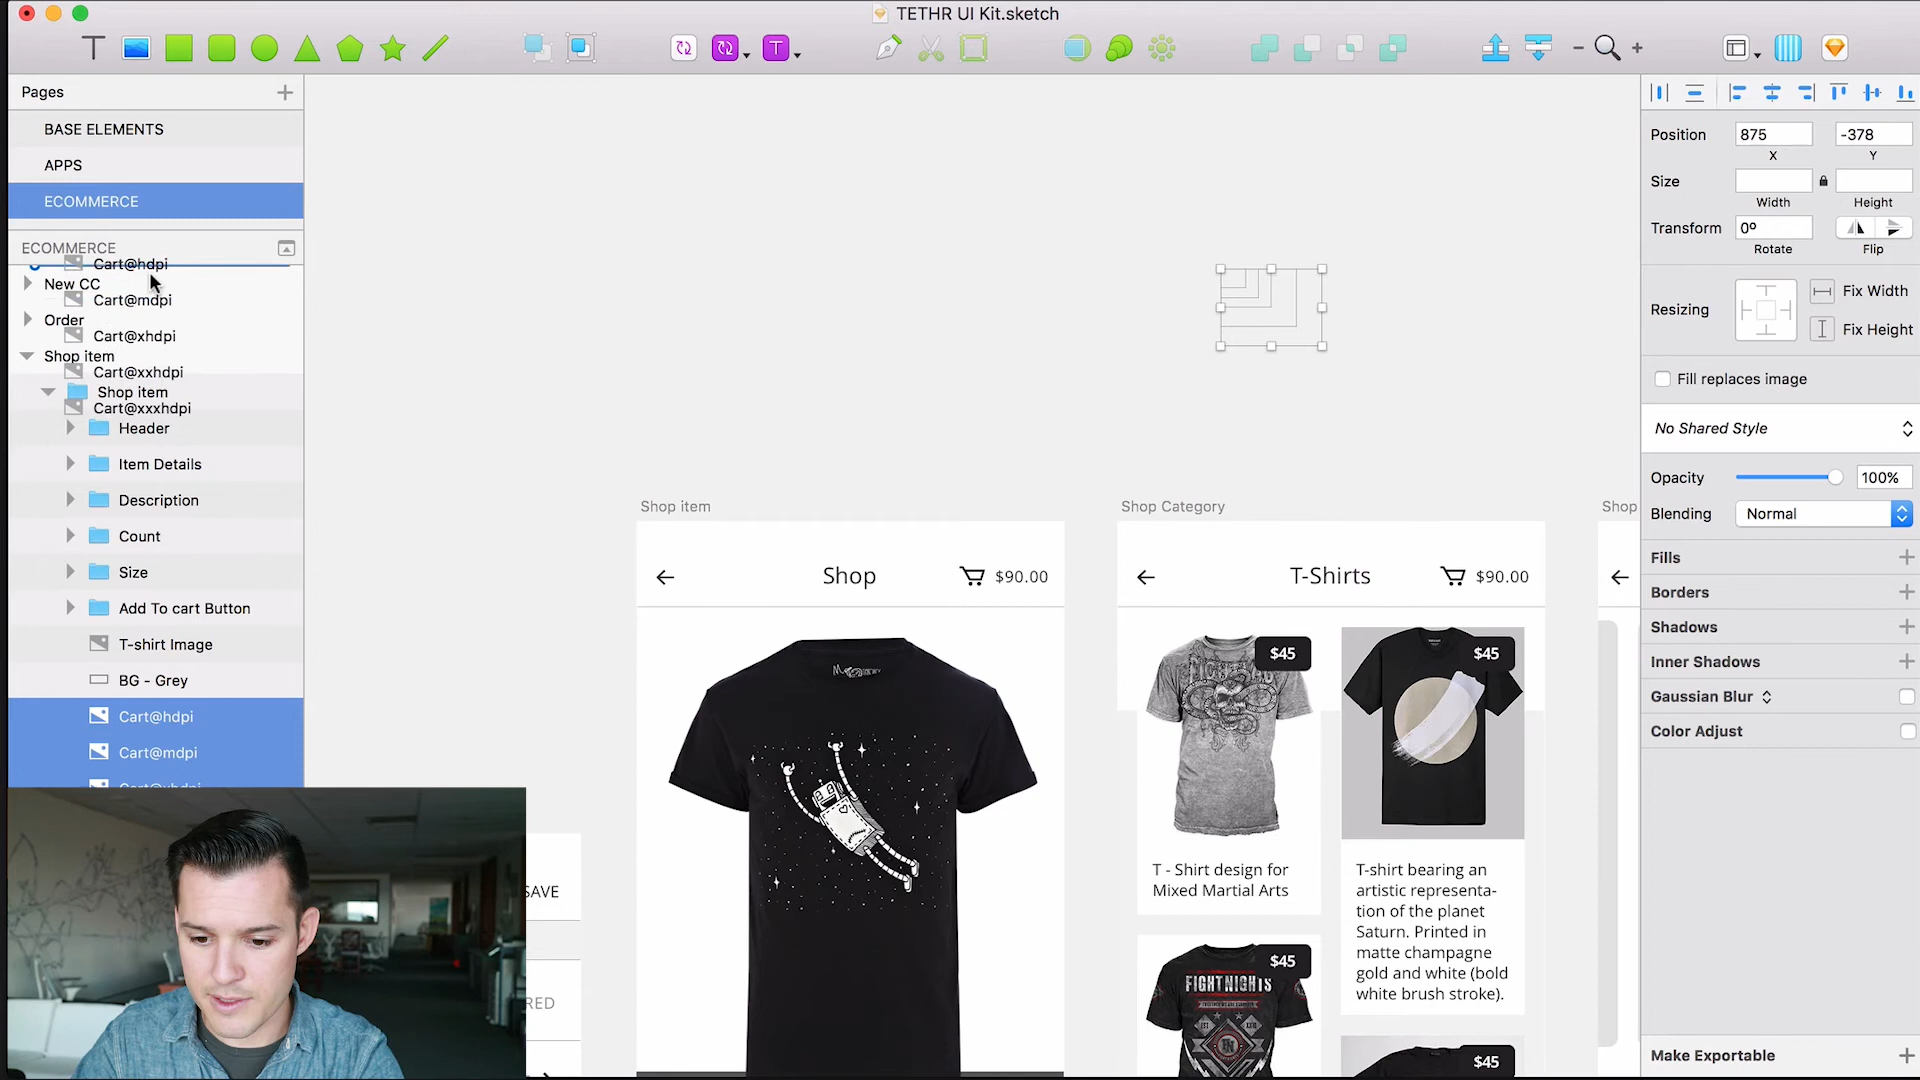 TETHR UI Kit.sketch
Pages
BASE ELEMENTS
APPS
ECOMMERCE
ECOMMERCE
Cart@hdpi
New CC
Cart@mdpi
Order
Cart@xhdpi
Shop item
Cart@xxhdpi
Shop item
Cart@xxxhdpi
Header
Item Details
Description
Count
Size
Add To cart Button
T-shirt Image
BG - Grey
Cart@hdpi
Cart@mdpi
Cart@xhdpi
SAVE
Shop item
Shop
$90.00
Shop Category
T-Shirts
$90.00
$45
T - Shirt design for
Mixed Martial Arts
$45
FIGHTNIGHTS
$45
T-shirt bearing an
artistic representa-
tion of the planet
Saturn. Printed in
matte champagne
gold and white (bold
white brush stroke).
$45
Shop
Position
875
-378
X
Y
Size
Width
Height
Transform
0º
Rotate
Flip
Resizing
Fix Width
Fix Height
Fill replaces image
No Shared Style
Opacity
100%
Blending
Normal
Fills
Borders
Shadows
Inner Shadows
Gaussian Blur
Color Adjust
Make Exportable